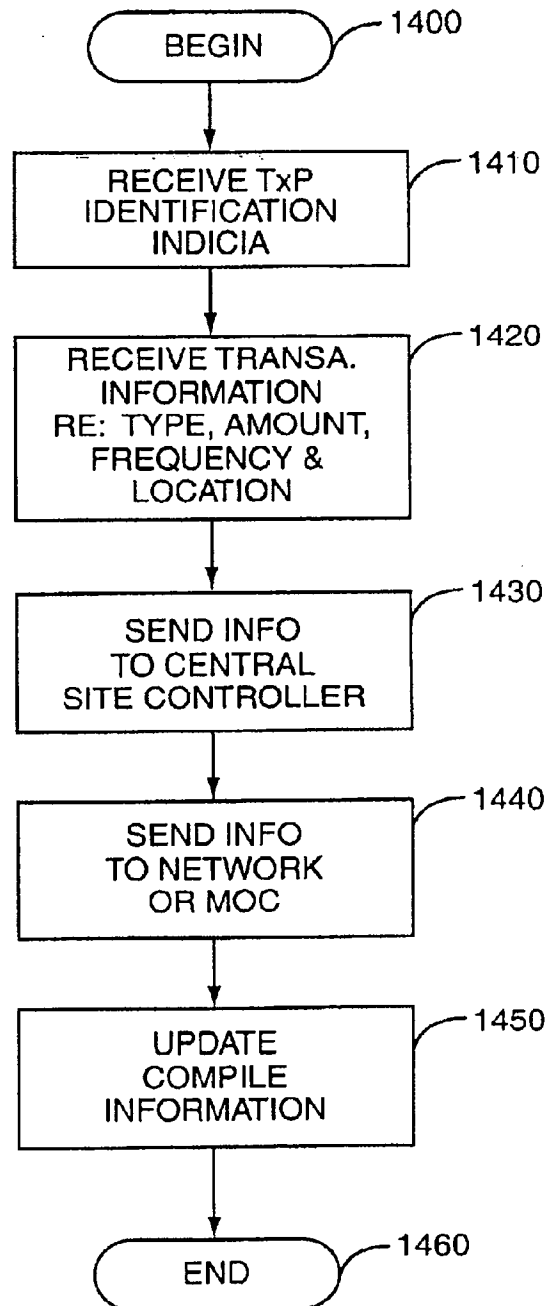 BEGIN
1400
RECEIVE TxP
IDENTIFICATION
INDICIA
1410
RECEIVE TRANSA.
INFORMATION
RE: TYPE, AMOUNT,
FREQUENCY &
LOCATION
1420
SEND INFO
TO CENTRAL
SITE CONTROLLER
1430
SEND INFO
TO NETWORK
OR MOC
1440
UPDATE
COMPILE
INFORMATION
1450
END
1460